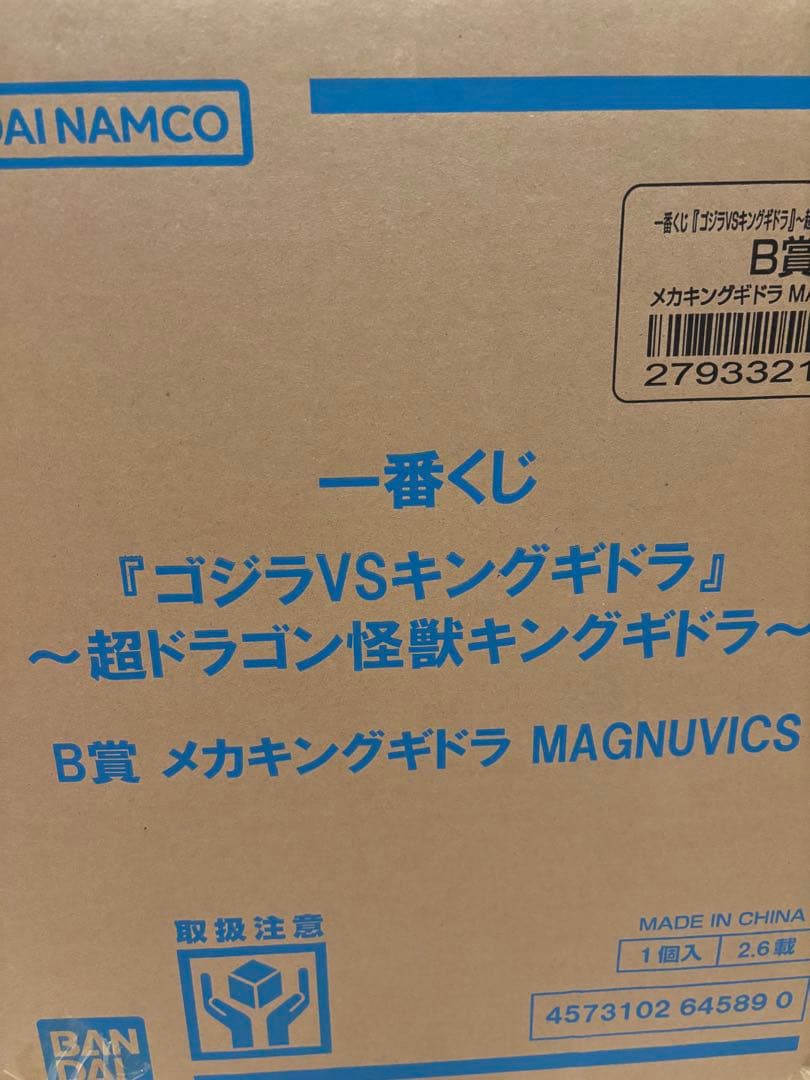 DAI NAMCO
一番くじ『ゴジラVSキングギドラ』~超
B賞
メカキングギドラ MA
2793321
一番くじ
『ゴジラVSキングギドラ』
~超ドラゴン怪獣キングギドラ~
B賞 メカキングギドラ MAGNUVICS
取扱注意
MADE IN CHINA
1個入 2.6載
4573102 64589 0
BAN
DAI